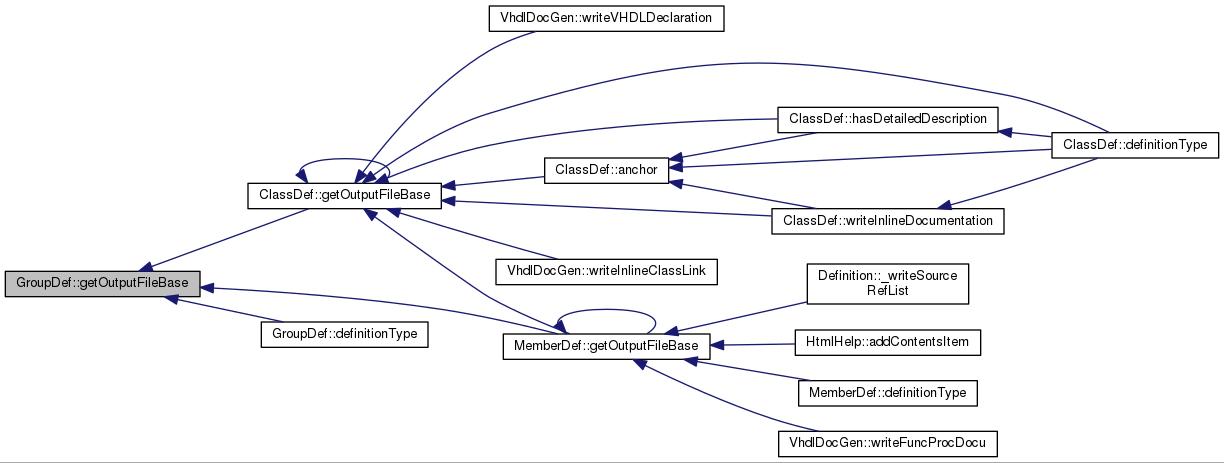 VhdlDocGen::writeVHDLDeclaration
ClassDef::hasDetailedDescription
ClassDef::definitionType
ClassDef::anchor
ClassDef::getOutputFileBase
ClassDef::writeInlineDocumentation
VhdlDocGen::writeInlineClassLink
Definition::_writeSource
RefList
GroupDef::getOutputFileBase
GroupDef::definitionType
MemberDef::getOutputFileBase
HtmlHelp::addContentsItem
MemberDef::definitionType
VhdlDocGen::writeFuncProcDocu